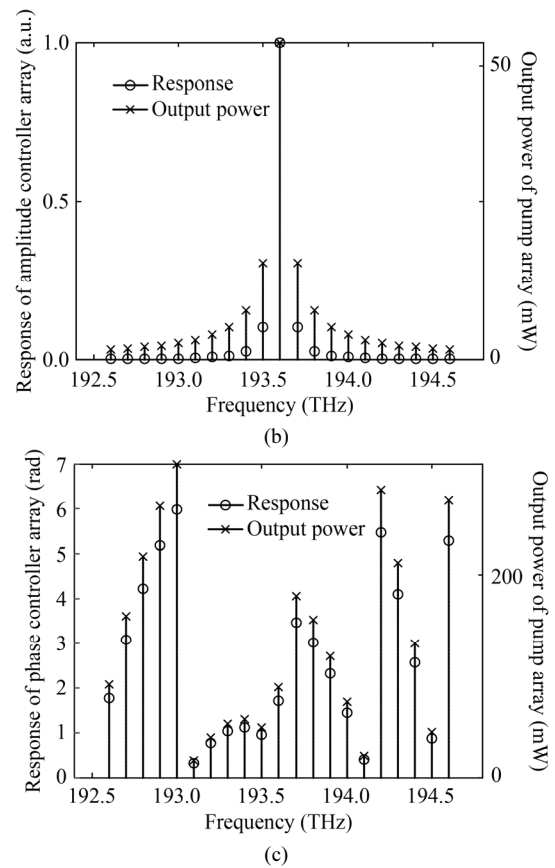 Response of amplitude controller array (a.u.)
1.0
0.5
0.0
Response
Output power
50
0
Output power of
pump array (mW)
192.5 193.0 193.5 194.0 194.5
Frequency (THz)
(b)
Response of phase controller array (rad)
7
6
5
4
3
2
1
0
Response
Output power
200
0
Output power of
pump array (mW)
192.5 193.0 193.5 194.0 194.5
Frequency (THz)
(c)